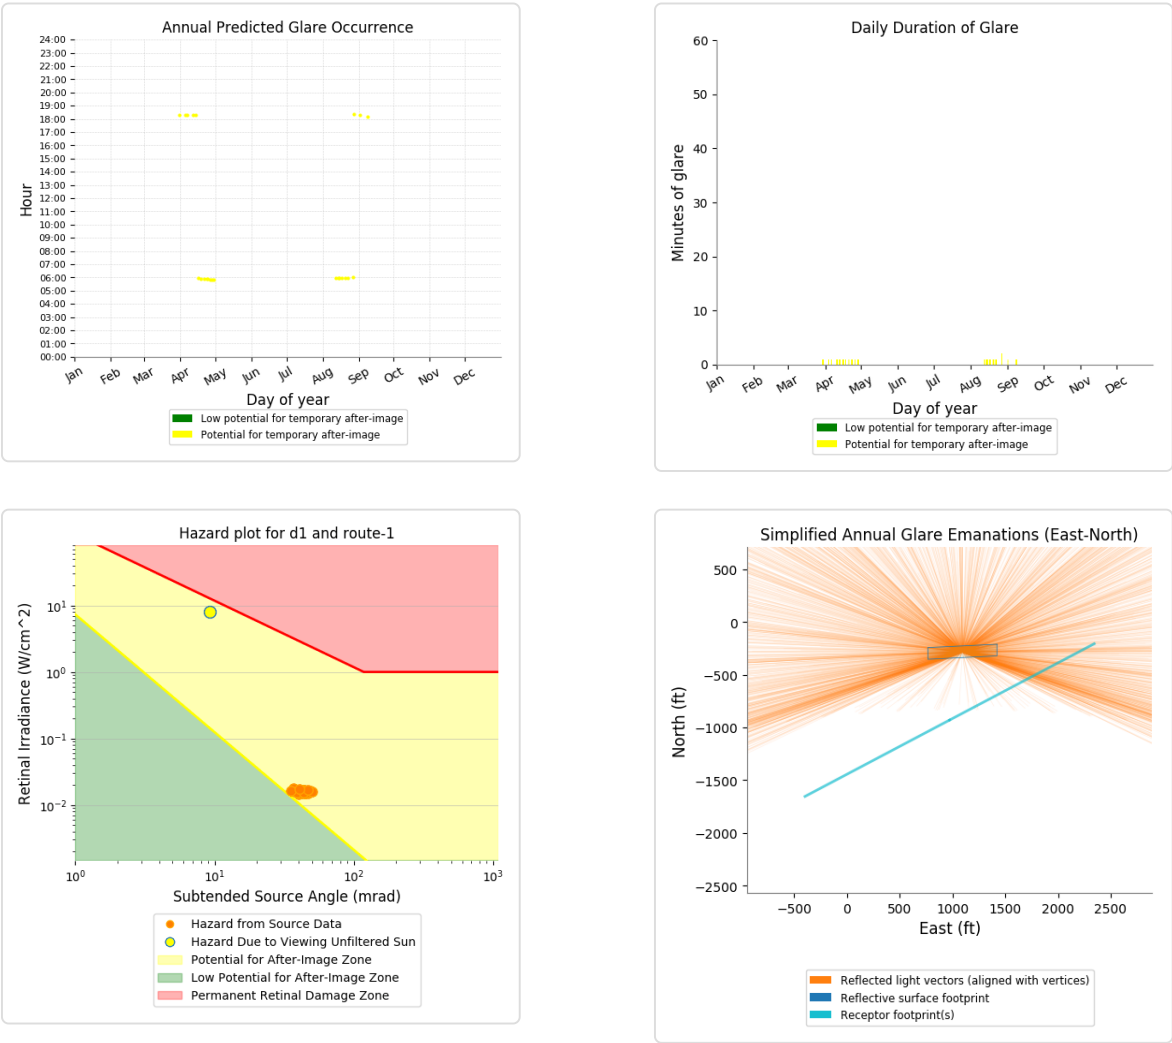 Annual Predicted Glare Occurrence
24:00
23:00
22:00
21:00
20:00
19:00
18:00
17:00
16:00
15:00
14:00
13:00
12:00
11:00
10:00
09:00
08:00
07:00
06:00
05:00
04:00
03:00
02:00
01:00
00:00
Hour
Jan Feb Mar Apr May Jun Jul Aug Sep Oct Nov Dec
Day of year
Low potential for temporary after-image
Potential for temporary after-image
Daily Duration of Glare
60
50
40
30
20
10
0
Minutes of glare
Jan Feb Mar Apr May Jun Jul Aug Sep Oct Nov Dec
Day of year
Low potential for temporary after-image
Potential for temporary after-image
Hazard plot for d1 and route-1
10^1
10^0
10^−1
10^−2
Retinal Irradiance (W/cm^2)
10^0 10^1 10^2 10^3
Subtended Source Angle (mrad)
Hazard from Source Data
Hazard Due to Viewing Unfiltered Sun
Potential for After-Image Zone
Low Potential for After-Image Zone
Permanent Retinal Damage Zone
Simplified Annual Glare Emanations (East-North)
500
0
−500
−1000
−1500
−2000
−2500
North (ft)
−500 0 500 1000 1500 2000 2500
East (ft)
Reflected light vectors (aligned with vertices)
Reflective surface footprint
Receptor footprint(s)